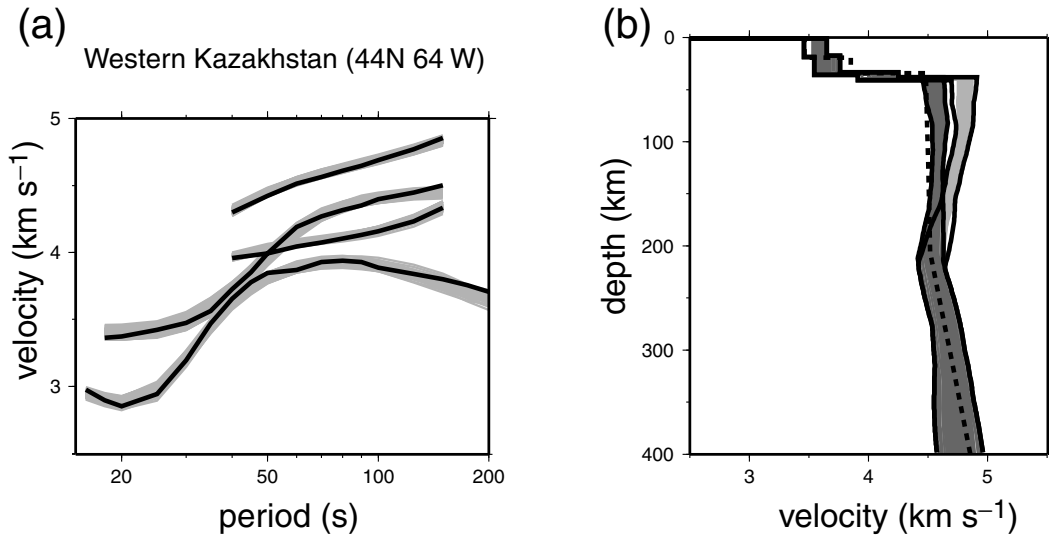 (a)
Western Kazakhstan (44N 64 W)
velocity (km s−1)
5
4
3
20
50
100
200
period (s)
(b)
depth (km)
0
100
200
300
400
3
4
5
velocity (km s−1)